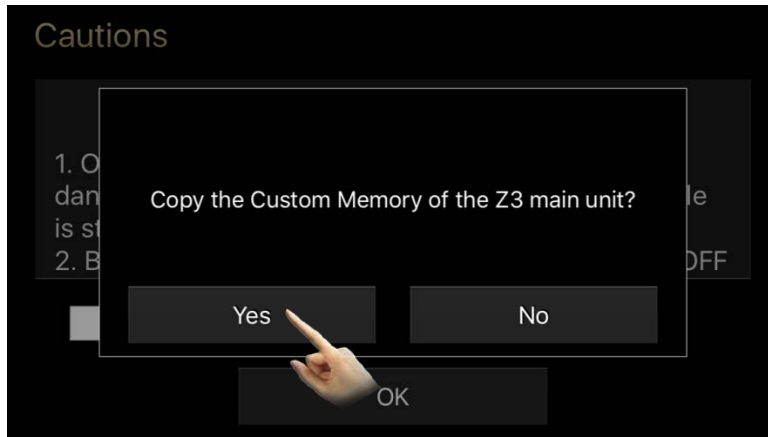 Cautions
1. O
dan
is st
2. B
le
OFF
Copy the Custom Memory of the Z3 main unit?
Yes
No
OK